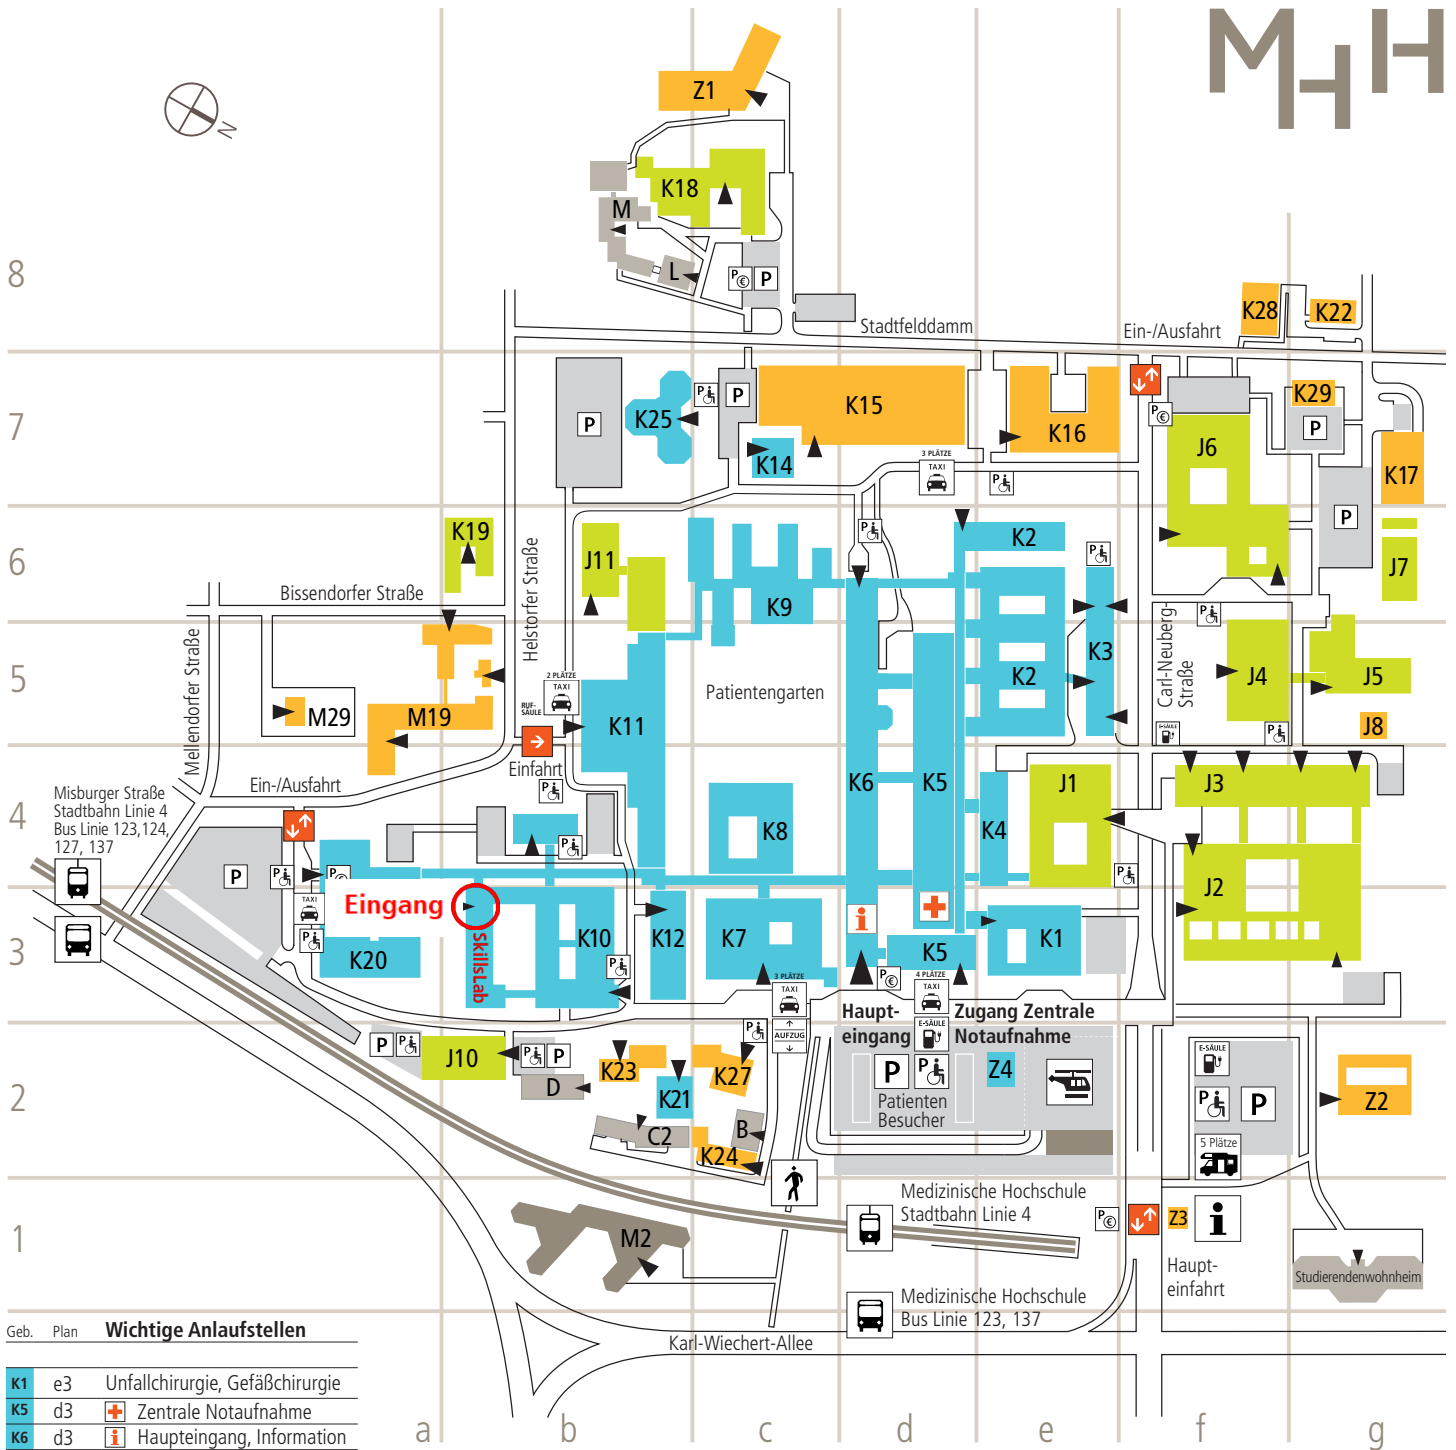 MHH
Z1
K18
M
L
P€
P
8
Stadtfelddamm
Ein-/Ausfahrt
K28
K22
N
7
P
K25
P
P
K15
K14
K16
P€
K29
P
J6
K17
3 PLÄTZE
TAXI
P
P
6
K19
J11
K9
P
K2
P
P
J7
Bissendorfer Straße
Helstorfer Straße
Mellendorfer Straße
Carl-Neuberg-
Straße
P
5
M29
M19
2 PLÄTZE
TAXI
RUF-
SÄULE
K11
Patientengarten
K2
K3
J4
J5
J8
E-SÄULE
P
Einfahrt
P
Ein-/Ausfahrt
Misburger Straße
Stadtbahn Linie 4
Bus Linie 123,124,
127, 137
4
K6
K5
K8
K4
J1
J3
J2
P
P
P€
P
P
TAXI
Eingang
3
P
K20
SkillsLab
K10
P
K12
K7
K5
K1
3 PLÄTZE
TAXI
AUFZUG
P€
4 PLÄTZE
TAXI
E-SÄULE
Haupt-
eingang
Zugang Zentrale
Notaufnahme
P
P
Patienten
Besucher
Z4
2
P
P
J10
P
P
D
K23
K21
K27
P
C2
B
K24
E-SÄULE
P
P
5 Plätze
Z2
1
M2
Medizinische Hochschule
Stadtbahn Linie 4
P€
Z3
Haupt-
einfahrt
Studierendenwohnheim
Medizinische Hochschule
Bus Linie 123, 137
Karl-Wiechert-Allee
Geb. Plan Wichtige Anlaufstellen
K1 e3 Unfallchirurgie, Gefäßchirurgie
K5 d3 Zentrale Notaufnahme
K6 d3 Haupteingang, Information
a b c d e f g